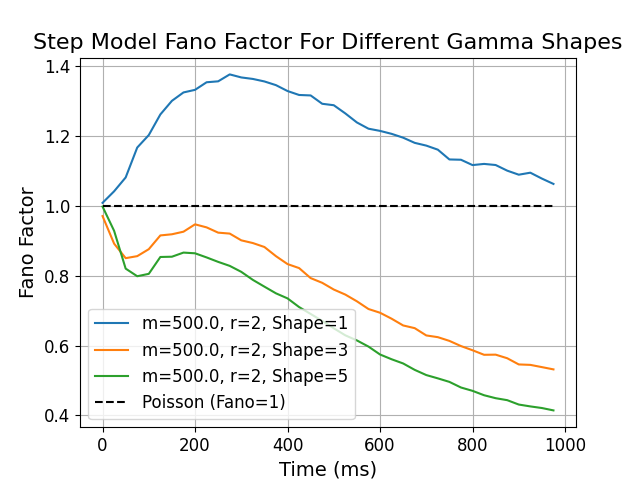 Step Model Fano Factor For Different Gamma Shapes
1.4
1.2
1.0
0.8
0.6
0.4
Fano Factor
m=500.0, r=2, Shape=1
m=500.0, r=2, Shape=3
m=500.0, r=2, Shape=5
Poisson (Fano=1)
0 200 400 600 800 1000
Time (ms)